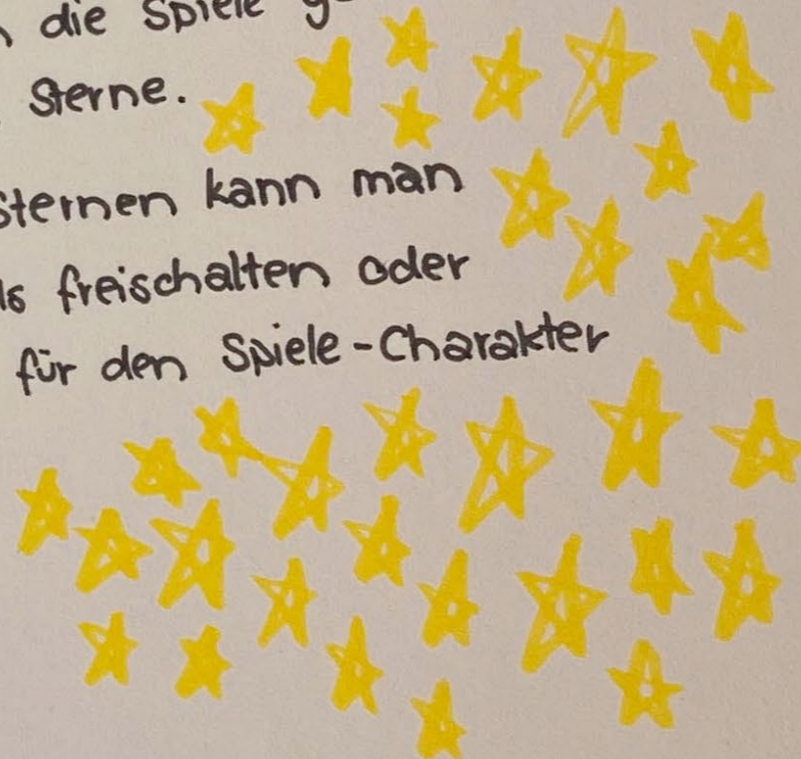 die Spiele
Sterne.
Sternen kann man
freischalten oder
für den Spiele-Charakter